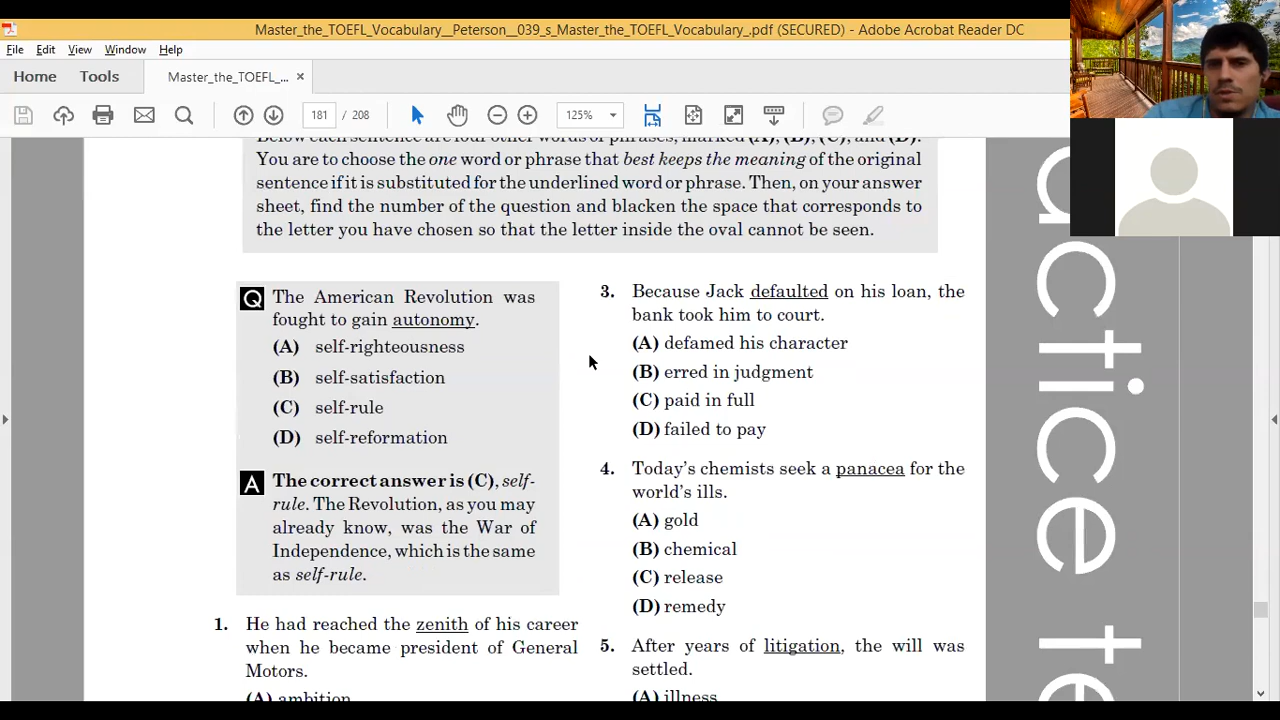 Master_the_TOEFL_Vocabulary__Peterson__039_s_Master_the_TOEFL_Vocabulary_.pdf (SECURED) - Adobe Acrobat Reader DC
File Edit View Window Help
Home Tools Master_the_TOEFL_... ×
181 / 208 125%
Below each sentence are four other words or phrases, marked (A), (B), (C), and (D).
You are to choose the one word or phrase that best keeps the meaning of the original
sentence if it is substituted for the underlined word or phrase. Then, on your answer
sheet, find the number of the question and blacken the space that corresponds to
the letter you have chosen so that the letter inside the oval cannot be seen.
Q The American Revolution was
fought to gain autonomy.
(A) self-righteousness
(B) self-satisfaction
(C) self-rule
(D) self-reformation
A The correct answer is (C), self-
rule. The Revolution, as you may
already know, was the War of
Independence, which is the same
as self-rule.
1. He had reached the zenith of his career
when he became president of General
Motors.
(A) ambition
3. Because Jack defaulted on his loan, the
bank took him to court.
(A) defamed his character
(B) erred in judgment
(C) paid in full
(D) failed to pay
4. Today's chemists seek a panacea for the
world's ills.
(A) gold
(B) chemical
(C) release
(D) remedy
5. After years of litigation, the will was
settled.
(A) illness
actice te